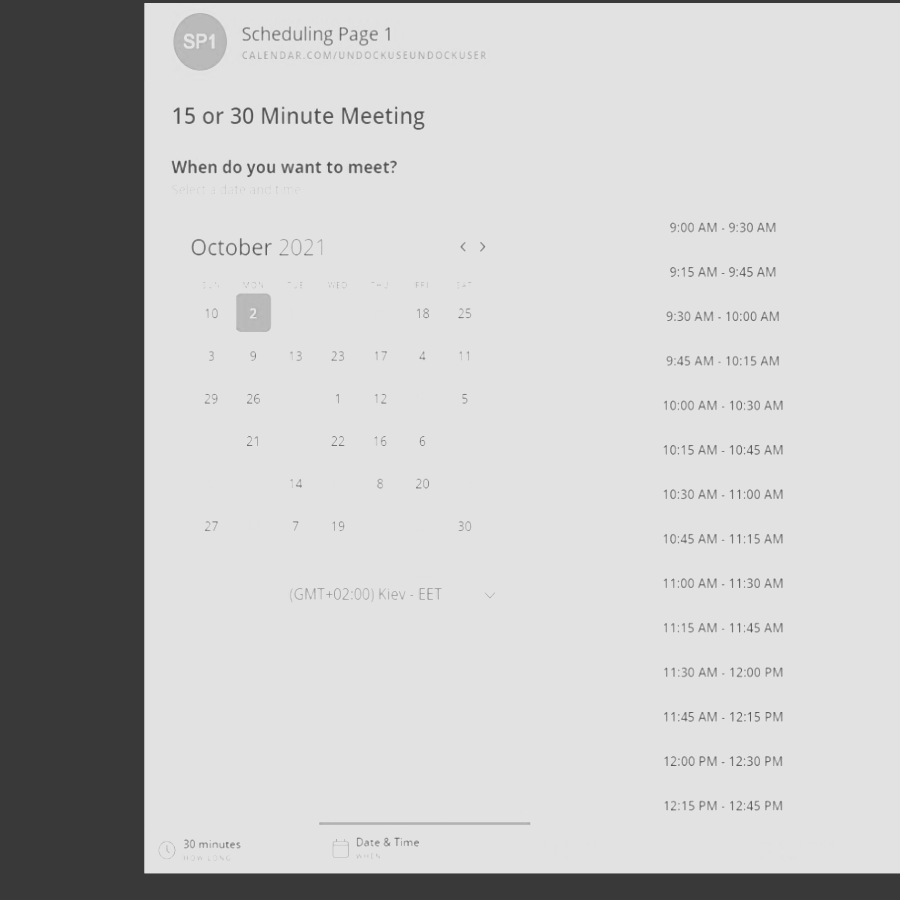 SP1
Scheduling Page 1
CALENDAR.COM/UNDOCKUSEUNDOCKUSER
15 or 30 Minute Meeting
When do you want to meet?
Select a date and time
October 2021 < >
SUN MON TUE WED THU FRI SAT
10 2 18 25
3 9 13 23 17 4 11
29 26 1 12 5
21 22 16 6
14 8 20
27 7 19 30
(GMT+02:00) Kiev - EET
9:00 AM - 9:30 AM
9:15 AM - 9:45 AM
9:30 AM - 10:00 AM
9:45 AM - 10:15 AM
10:00 AM - 10:30 AM
10:15 AM - 10:45 AM
10:30 AM - 11:00 AM
10:45 AM - 11:15 AM
11:00 AM - 11:30 AM
11:15 AM - 11:45 AM
11:30 AM - 12:00 PM
11:45 AM - 12:15 PM
12:00 PM - 12:30 PM
12:15 PM - 12:45 PM
30 minutes
HOW LONG
Date & Time
WHEN